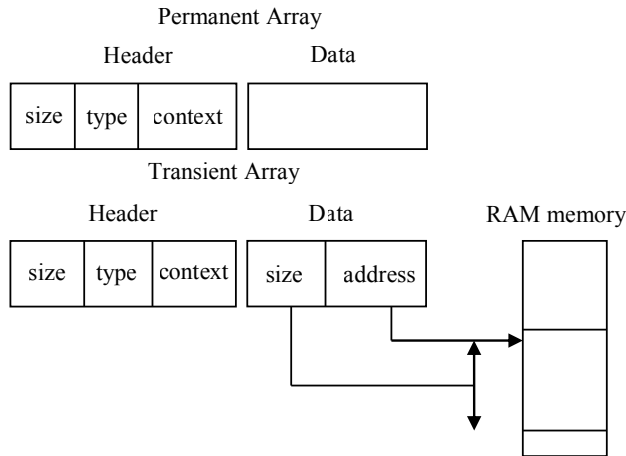 Permanent Array
Header Data
size type context
Transient Array
Header Data RAM memory
size type context size address